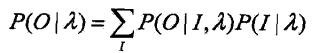 P(O | λ) = ∑_I P(O | I, λ)P(I | λ)